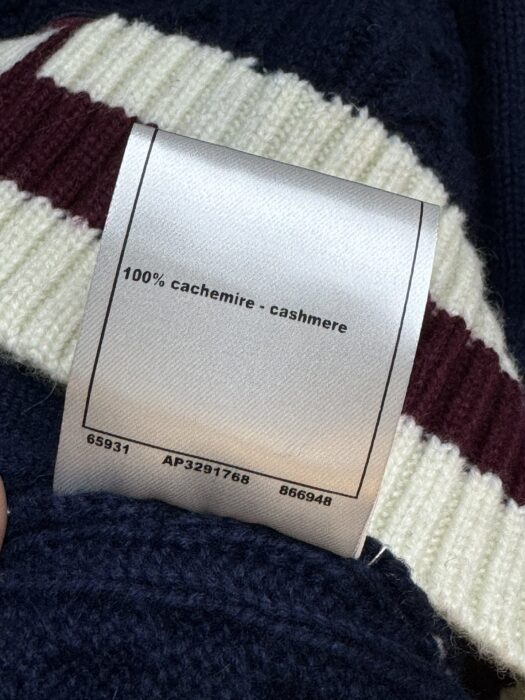 100% cachemire - cashmere
65931 AP3291768 866948